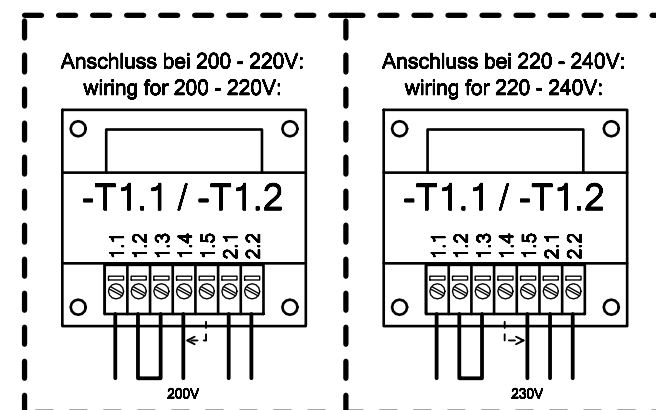 Anschluss bei 200 - 220V:
wiring for 200 - 220V:
-T1.1 / -T1.2
1.1 1.2 1.3 1.4 1.5 2.1 2.2
200V
Anschluss bei 220 - 240V:
wiring for 220 - 240V:
-T1.1 / -T1.2
1.1 1.2 1.3 1.4 1.5 2.1 2.2
230V